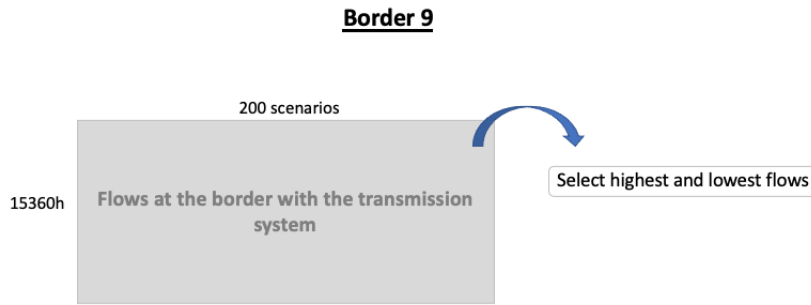 Border 9
200 scenarios
15360h
Flows at the border with the transmission
system
Select highest and lowest flows